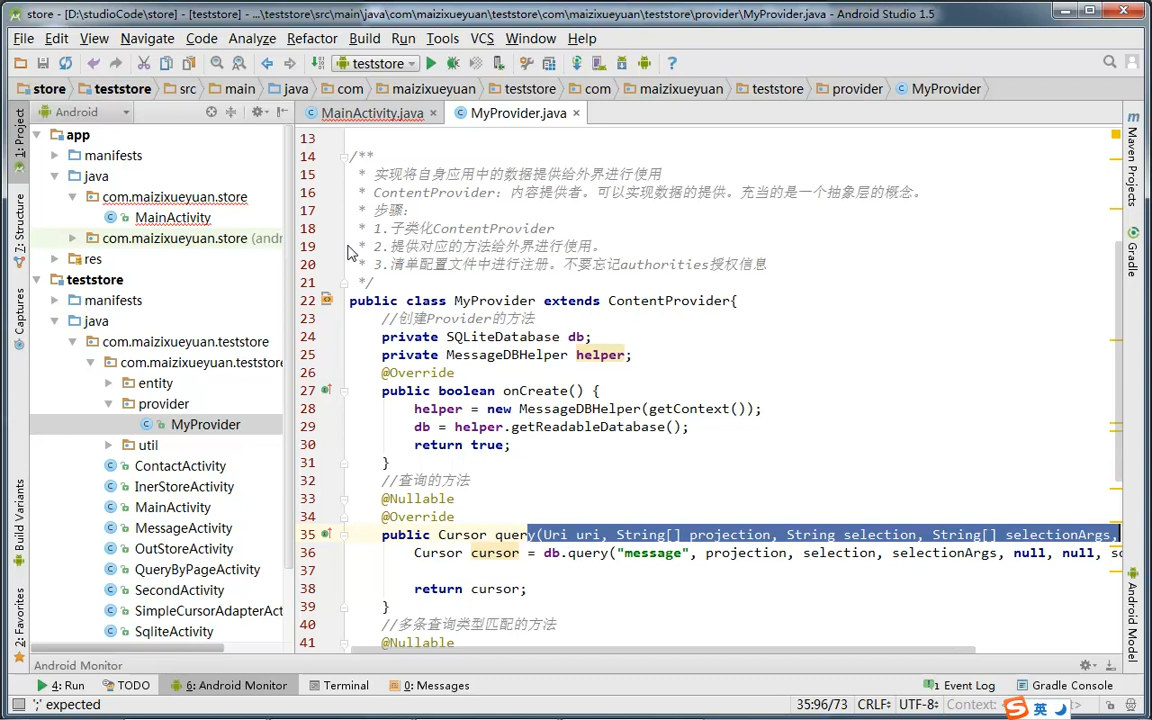 store - [D:\studioCode\store] - [teststore] - ...\teststore\src\main\java\com\maizixueyuan\teststore\com\maizixueyuan\teststore\provider\MyProvider.java - Android Studio 1.5
File Edit View Navigate Code Analyze Refactor Build Run Tools VCS Window Help
teststore
store teststore src main java com maizixueyuan teststore com maizixueyuan teststore provider MyProvider
Android
MainActivity.java MyProvider.java
1: Project
7: Structure
Captures
Build Variants
2: Favorites
app
manifests
java
com.maizixueyuan.store
MainActivity
com.maizixueyuan.store (andr
res
teststore
manifests
java
com.maizixueyuan.teststore
com.maizixueyuan.teststore
entity
provider
MyProvider
util
ContactActivity
InerStoreActivity
MainActivity
MessageActivity
OutStoreActivity
QueryByPageActivity
SecondActivity
SimpleCursorAdapterAct
SqliteActivity
13
14 /**
15 * 实现将自身应用中的数据提供给外界进行使用
16 * ContentProvider：内容提供者。可以实现数据的提供。充当的是一个抽象层的概念。
17 * 步骤：
18 * 1.子类化ContentProvider
19 * 2.提供对应的方法给外界进行使用。
20 * 3.清单配置文件中进行注册。不要忘记authorities授权信息
21 */
22 public class MyProvider extends ContentProvider{
23 //创建Provider的方法
24 private SQLiteDatabase db;
25 private MessageDBHelper helper;
26 @Override
27 public boolean onCreate() {
28 helper = new MessageDBHelper(getContext());
29 db = helper.getReadableDatabase();
30 return true;
31 }
32 //查询的方法
33 @Nullable
34 @Override
35 public Cursor query(Uri uri, String[] projection, String selection, String[] selectionArgs,
36 Cursor cursor = db.query("message", projection, selection, selectionArgs, null, null, so
37
38 return cursor;
39 }
40 //多条查询类型匹配的方法
41 @Nullable
Maven Projects
Gradle
Android Model
Android Monitor
4: Run TODO 6: Android Monitor Terminal 0: Messages 1 Event Log Gradle Console
';' expected 35:96/73 CRLF UTF-8 Context:
S 英